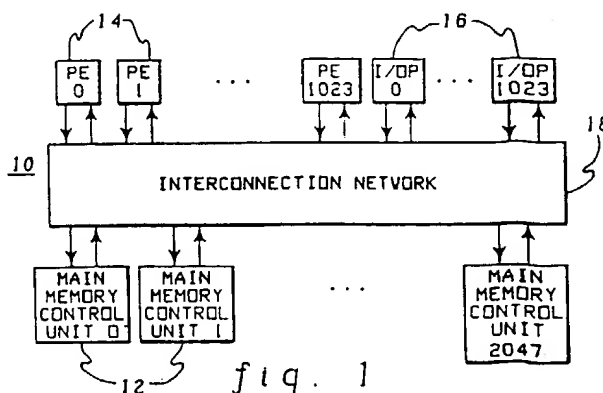 14
16
PE 0
PE 1
. . .
PE 1023
I/OP 0
. . .
I/OP 1023
18
10
INTERCONNECTION NETWORK
MAIN MEMORY CONTROL UNIT 0
MAIN MEMORY CONTROL UNIT 1
. . .
MAIN MEMORY CONTROL UNIT 2047
12
fig. 1